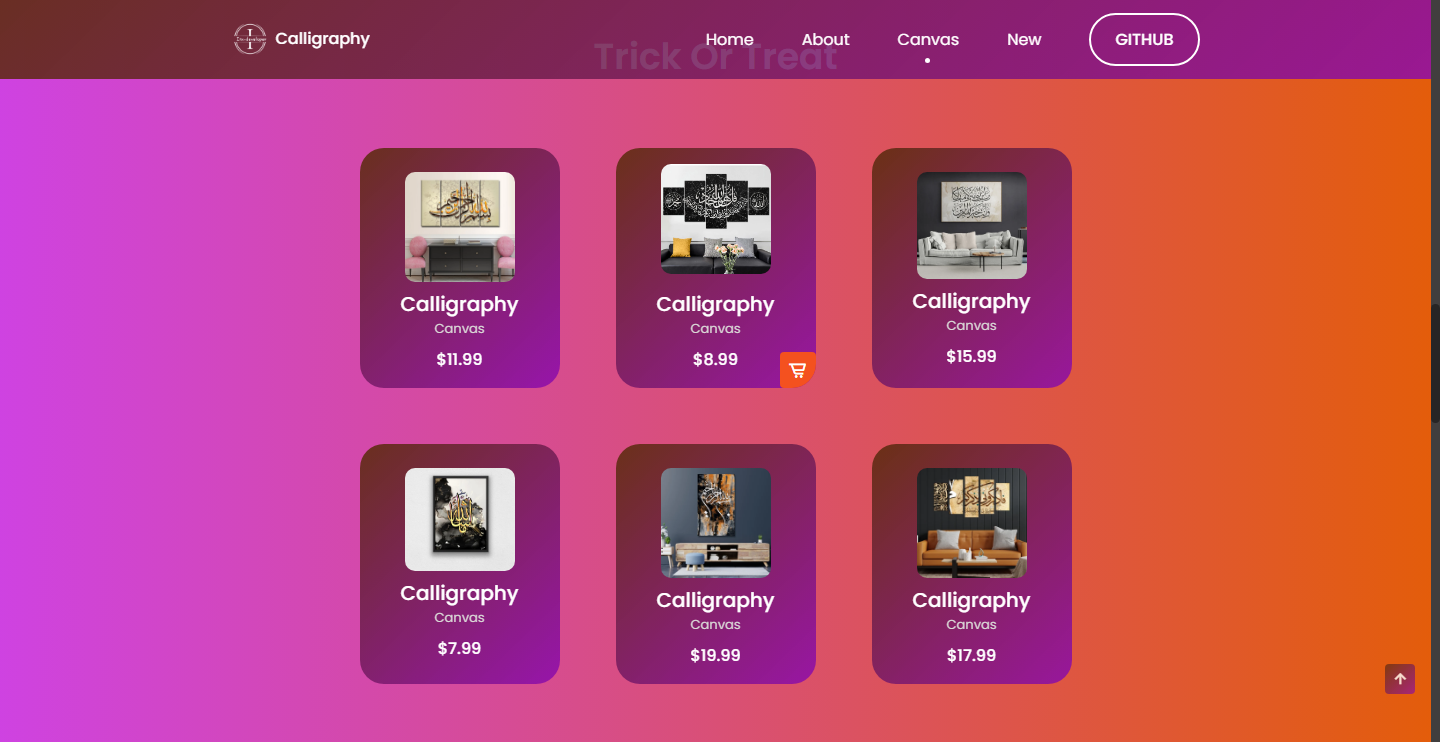 Calligraphy
Home
About
Canvas
New
GITHUB
Trick Or Treat
Calligraphy
Canvas
$11.99
Calligraphy
Canvas
$8.99
Calligraphy
Canvas
$15.99
Calligraphy
Canvas
$7.99
Calligraphy
Canvas
$19.99
Calligraphy
Canvas
$17.99